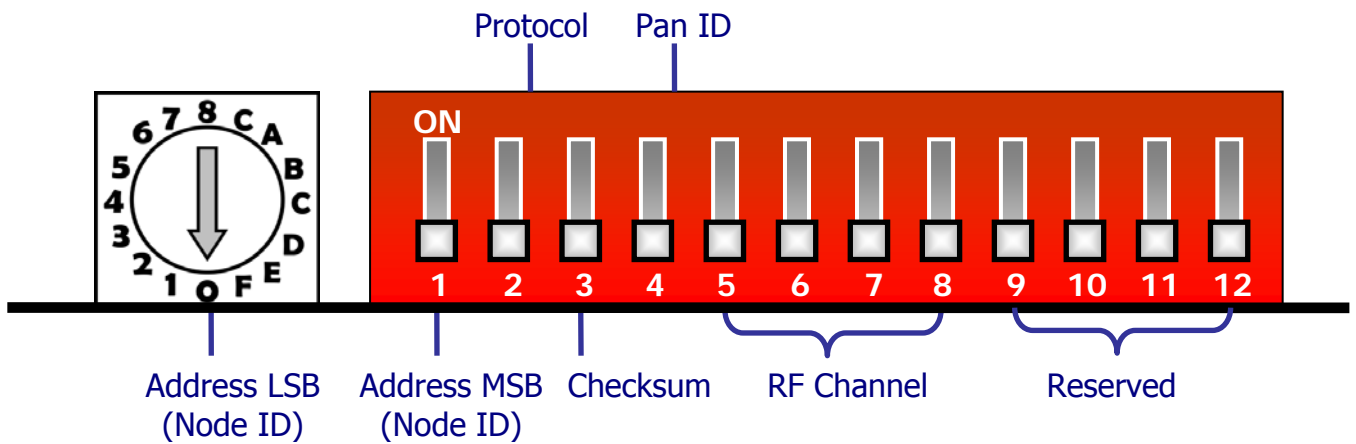 Protocol Pan ID
ON
8
7 C
6 A
5 B
4 C
3 D
2 E
1 O F
1 2 3 4 5 6 7 8 9 10 11 12
Address LSB
(Node ID)
Address MSB
(Node ID)
Checksum
RF Channel
Reserved